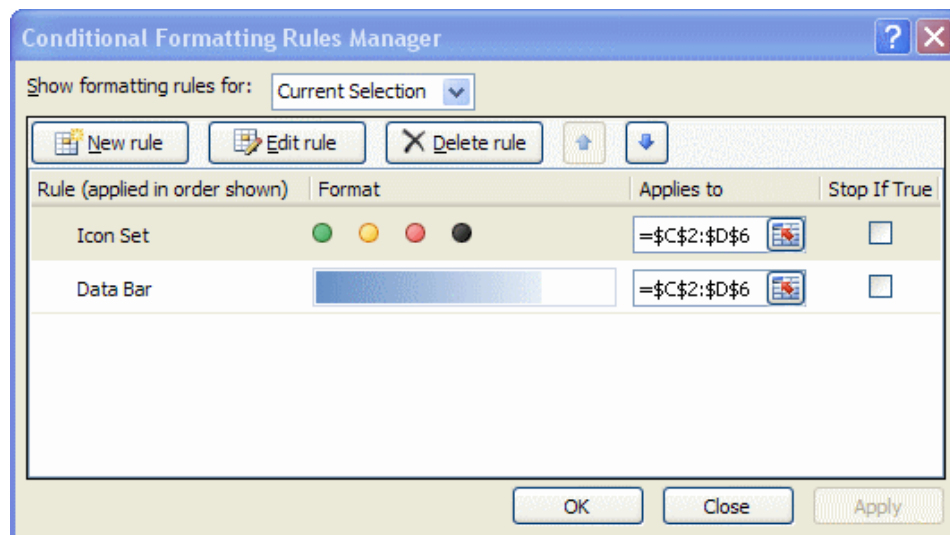 Conditional Formatting Rules Manager
Show formatting rules for: Current Selection
New rule Edit rule Delete rule
Rule (applied in order shown) Format Applies to Stop If True
Icon Set =$C$2:$D$6
Data Bar =$C$2:$D$6
OK Close Apply